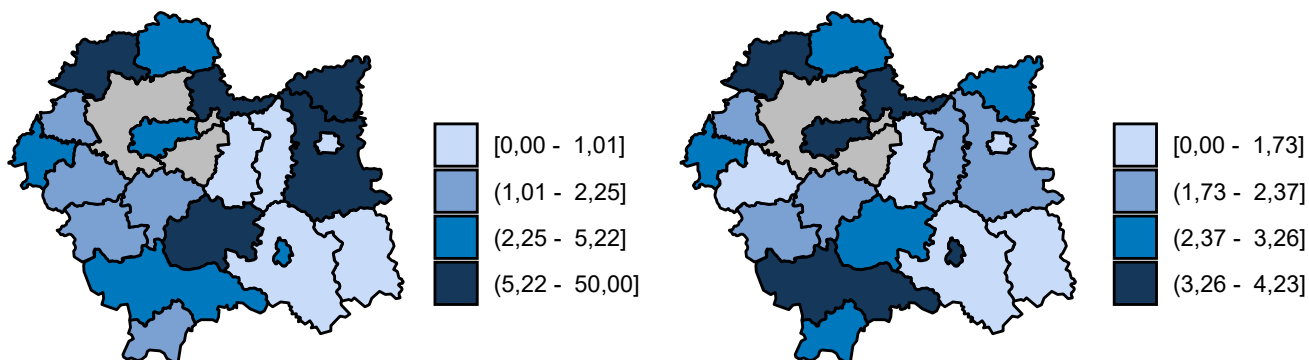 [0,00 - 1,01]
(1,01 - 2,25]
(2,25 - 5,22]
(5,22 - 50,00]
[0,00 - 1,73]
(1,73 - 2,37]
(2,37 - 3,26]
(3,26 - 4,23]